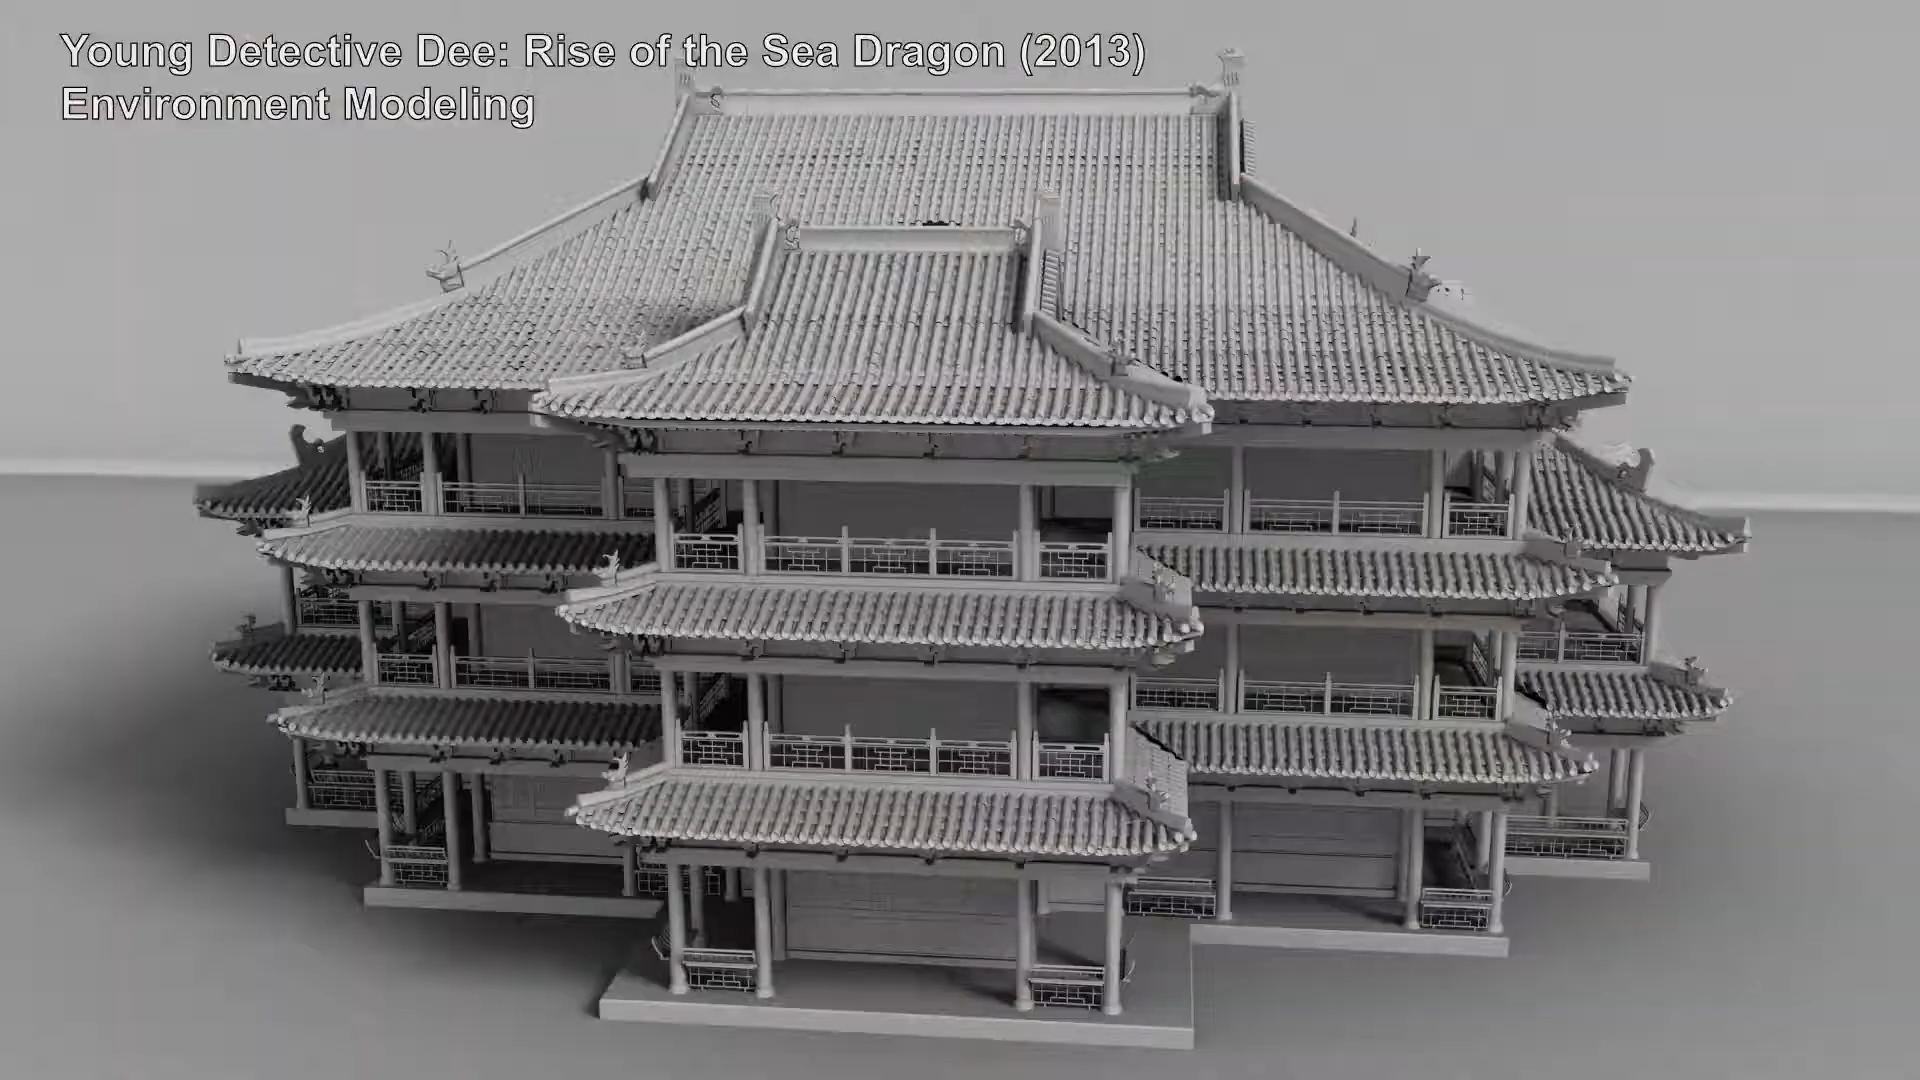 Young Detective Dee: Rise of the Sea Dragon (2013)
Environment Modeling